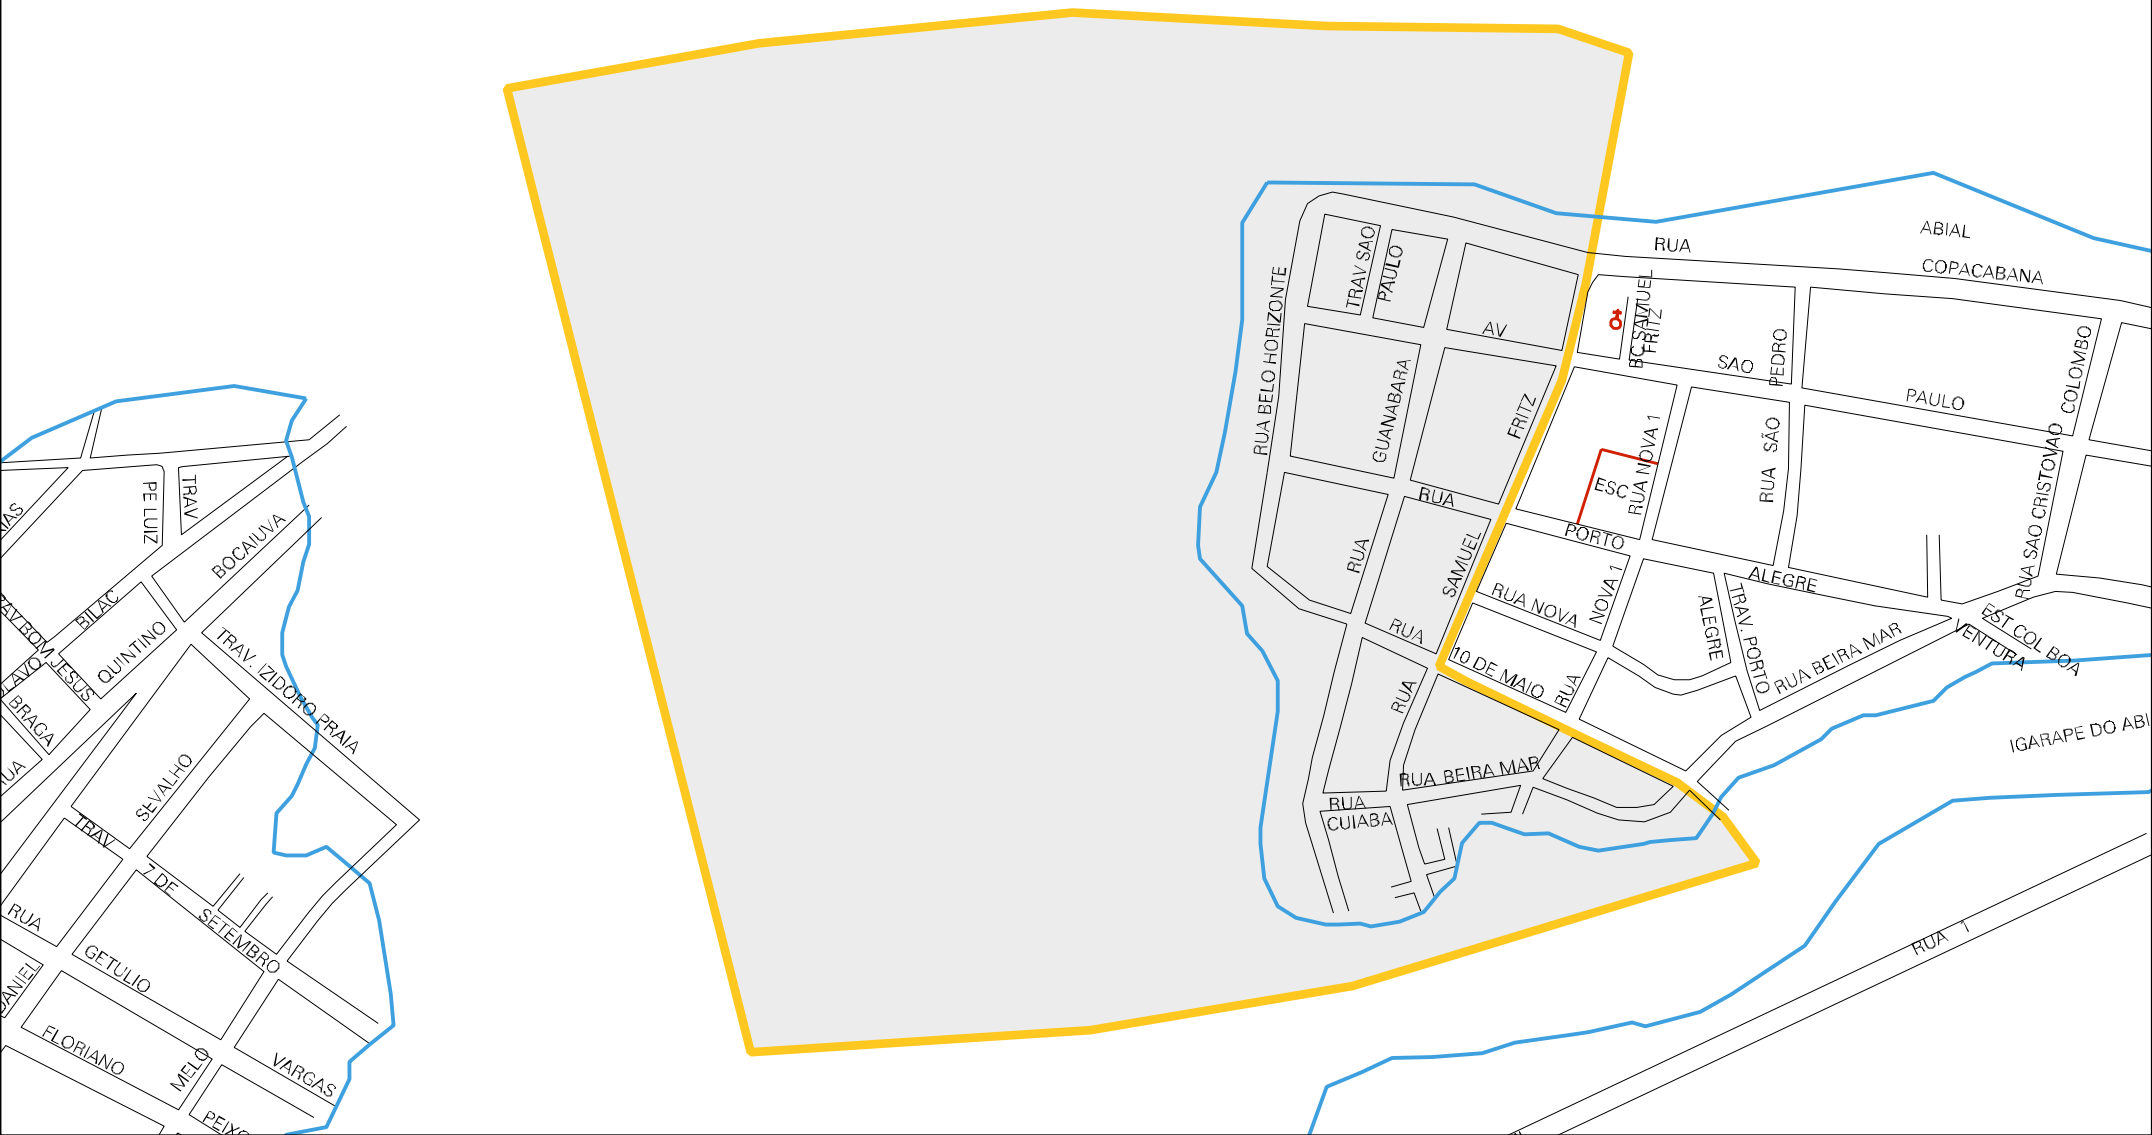 ABIAL
RUA
COPACABANA
TRAV SAO
PAULO
RUA BELO HORIZONTE
BC SAMUEL
FRITZ
AV
SAO
PEDRO
PAULO
COLOMBO
GUANABARA
FRITZ
RUA NOVA 1
RUA SÃO
RUA SAO CRISTOVAO
ESC
RUA
PORTO
ALEGRE
RUA
SAMUEL
RUA NOVA
NOVA 1
ALEGRE
TRAV. PORTO
RUA BEIRA MAR
EST COL BOA
VENTURA
RUA
10 DE MAIO
RUA
RUA
RUA BEIRA MAR
RUA
CUIABA
IGARAPE DO ABI
RUA 1
PE LUIZ
TRAV
BOCAIUVA
BILAC
BOM JESUS
QUINTINO
TRAV. IZIDORO PRAIA
BRAGA
SEVALHO
TRAV
7 DE
SETEMBRO
RUA
GETULIO
FLORIANO
MELO
VARGAS